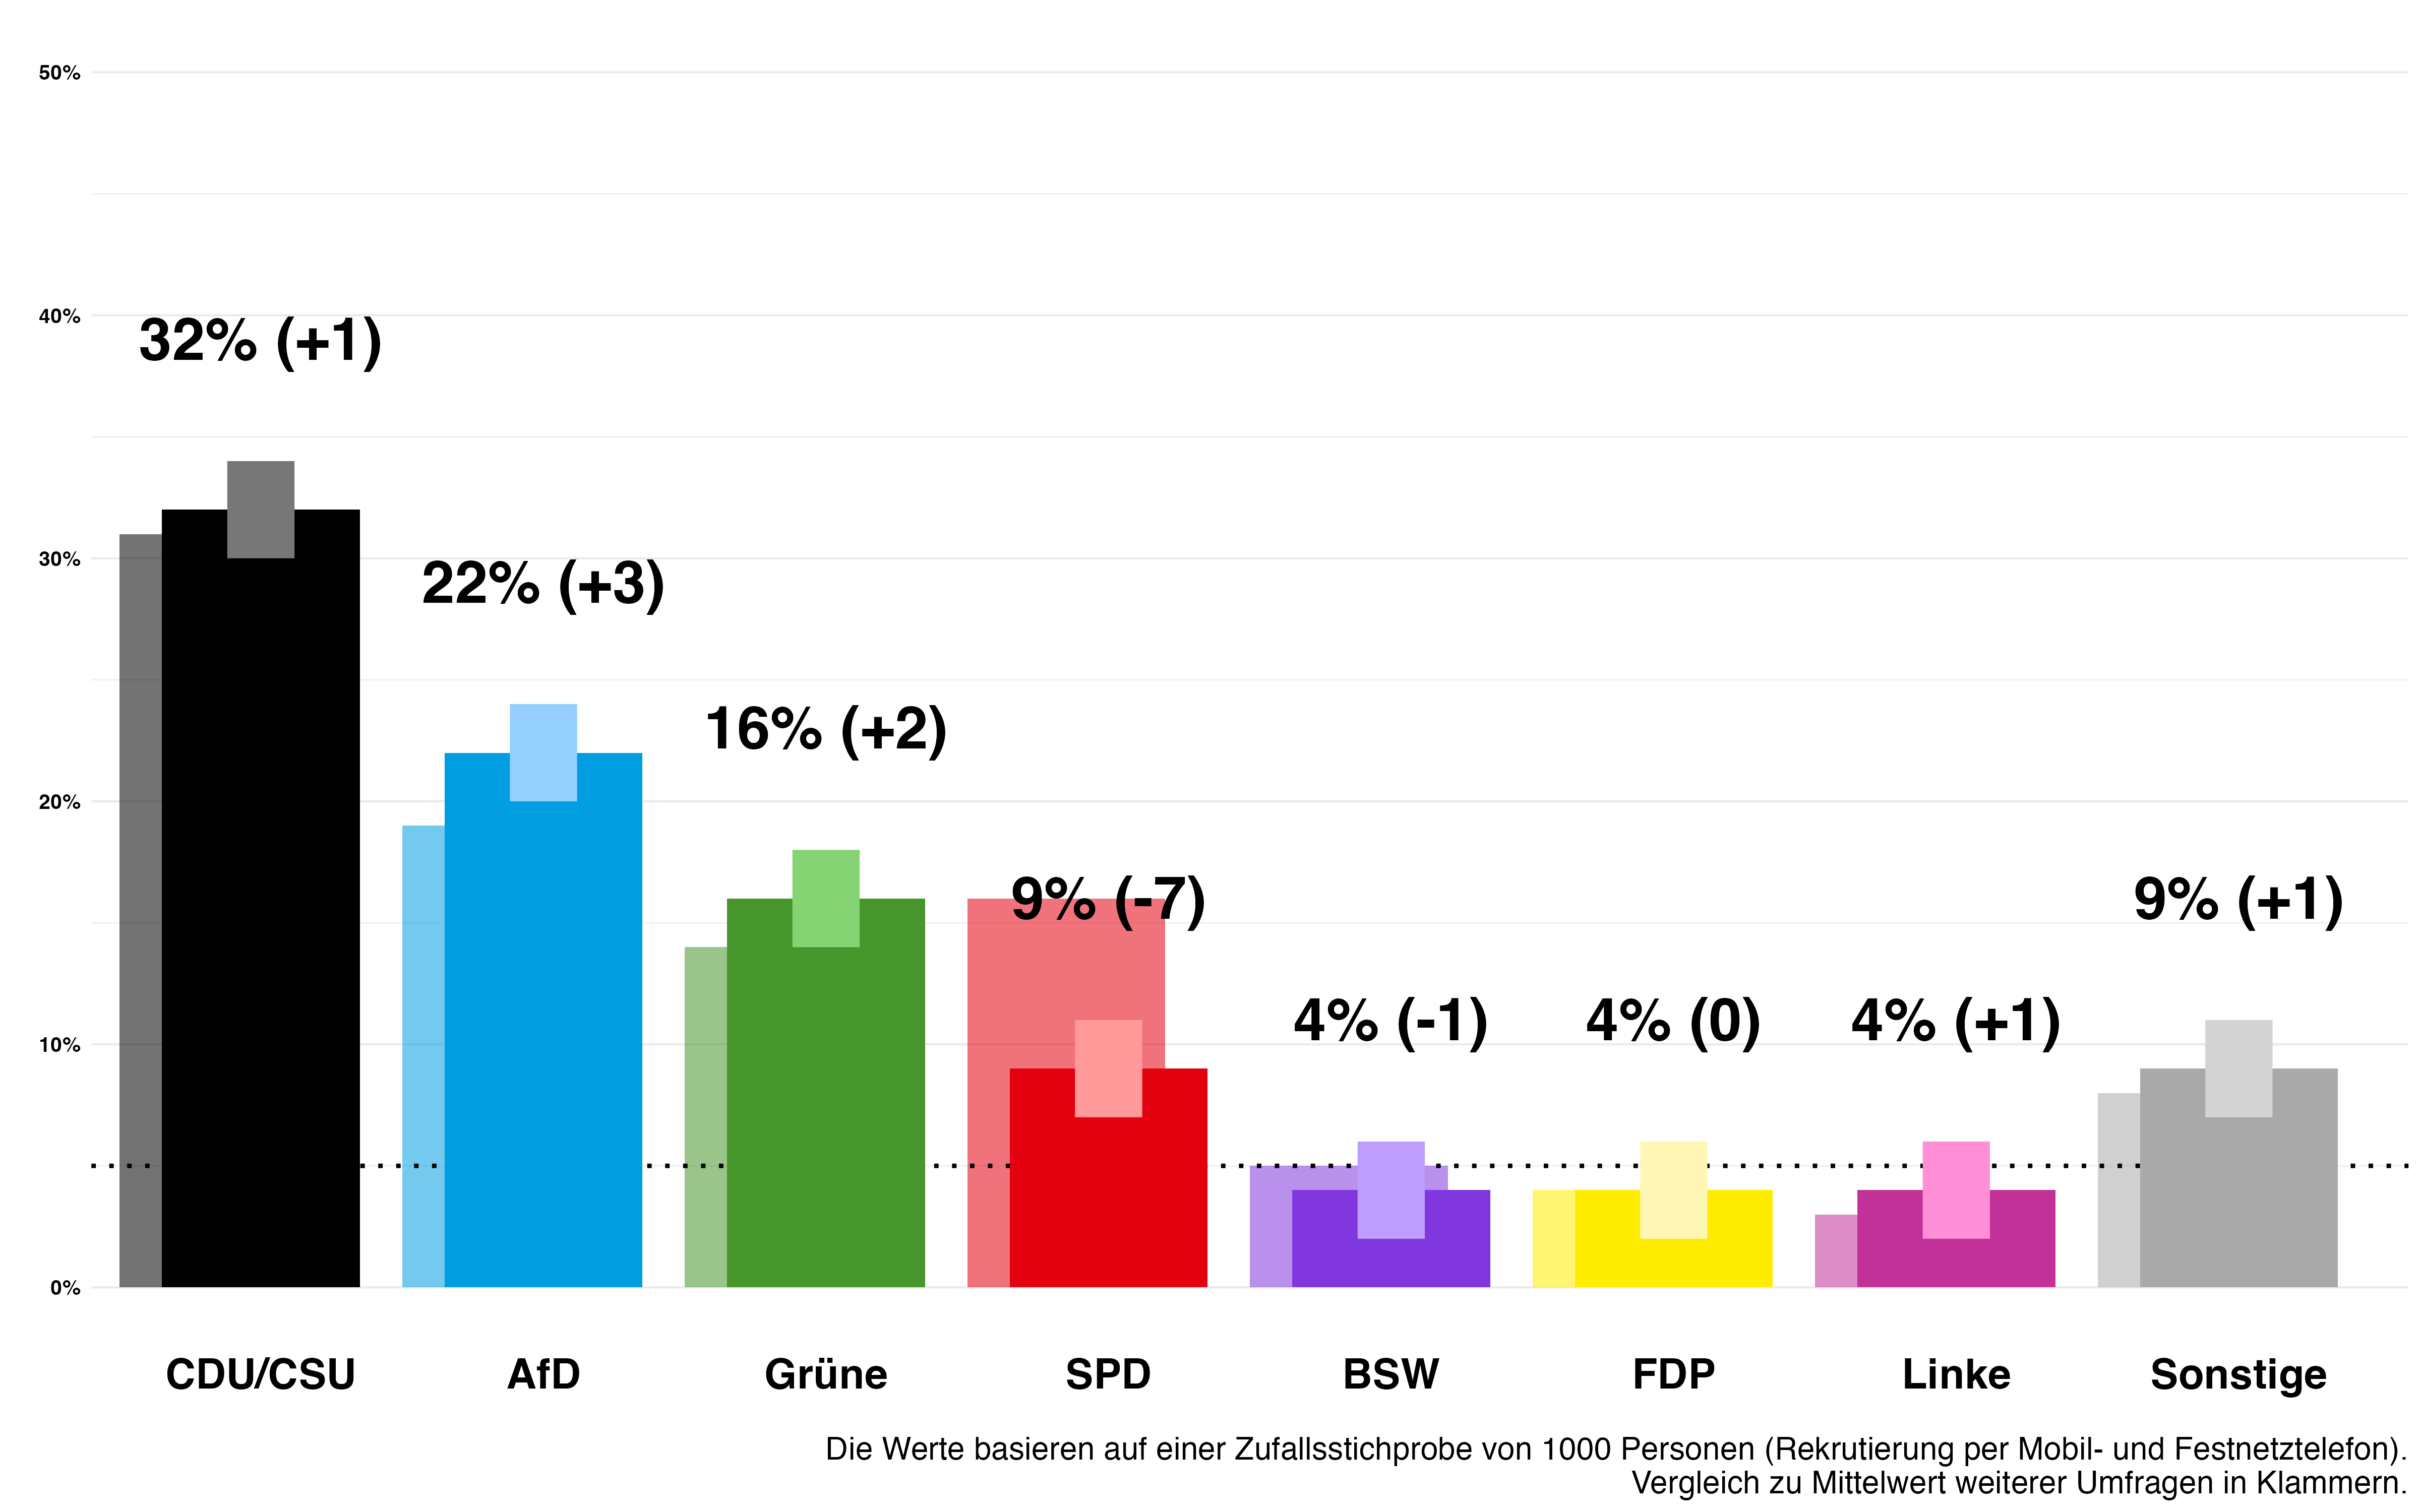 50%
40%
32% (+1)
30%
22% (+3)
16% (+2)
20%
9% (-7)
9% (+1)
4% (-1)
4% (0)
4% (+1)
10%
0%
CDU/CSU
AfD
Grüne
SPD
BSW
FDP
Linke
Sonstige
Die Werte basieren auf einer Zufallsstichprobe von 1000 Personen (Rekrutierung per Mobil- und Festnetztelefon).
Vergleich zu Mittelwert weiterer Umfragen in Klammern.